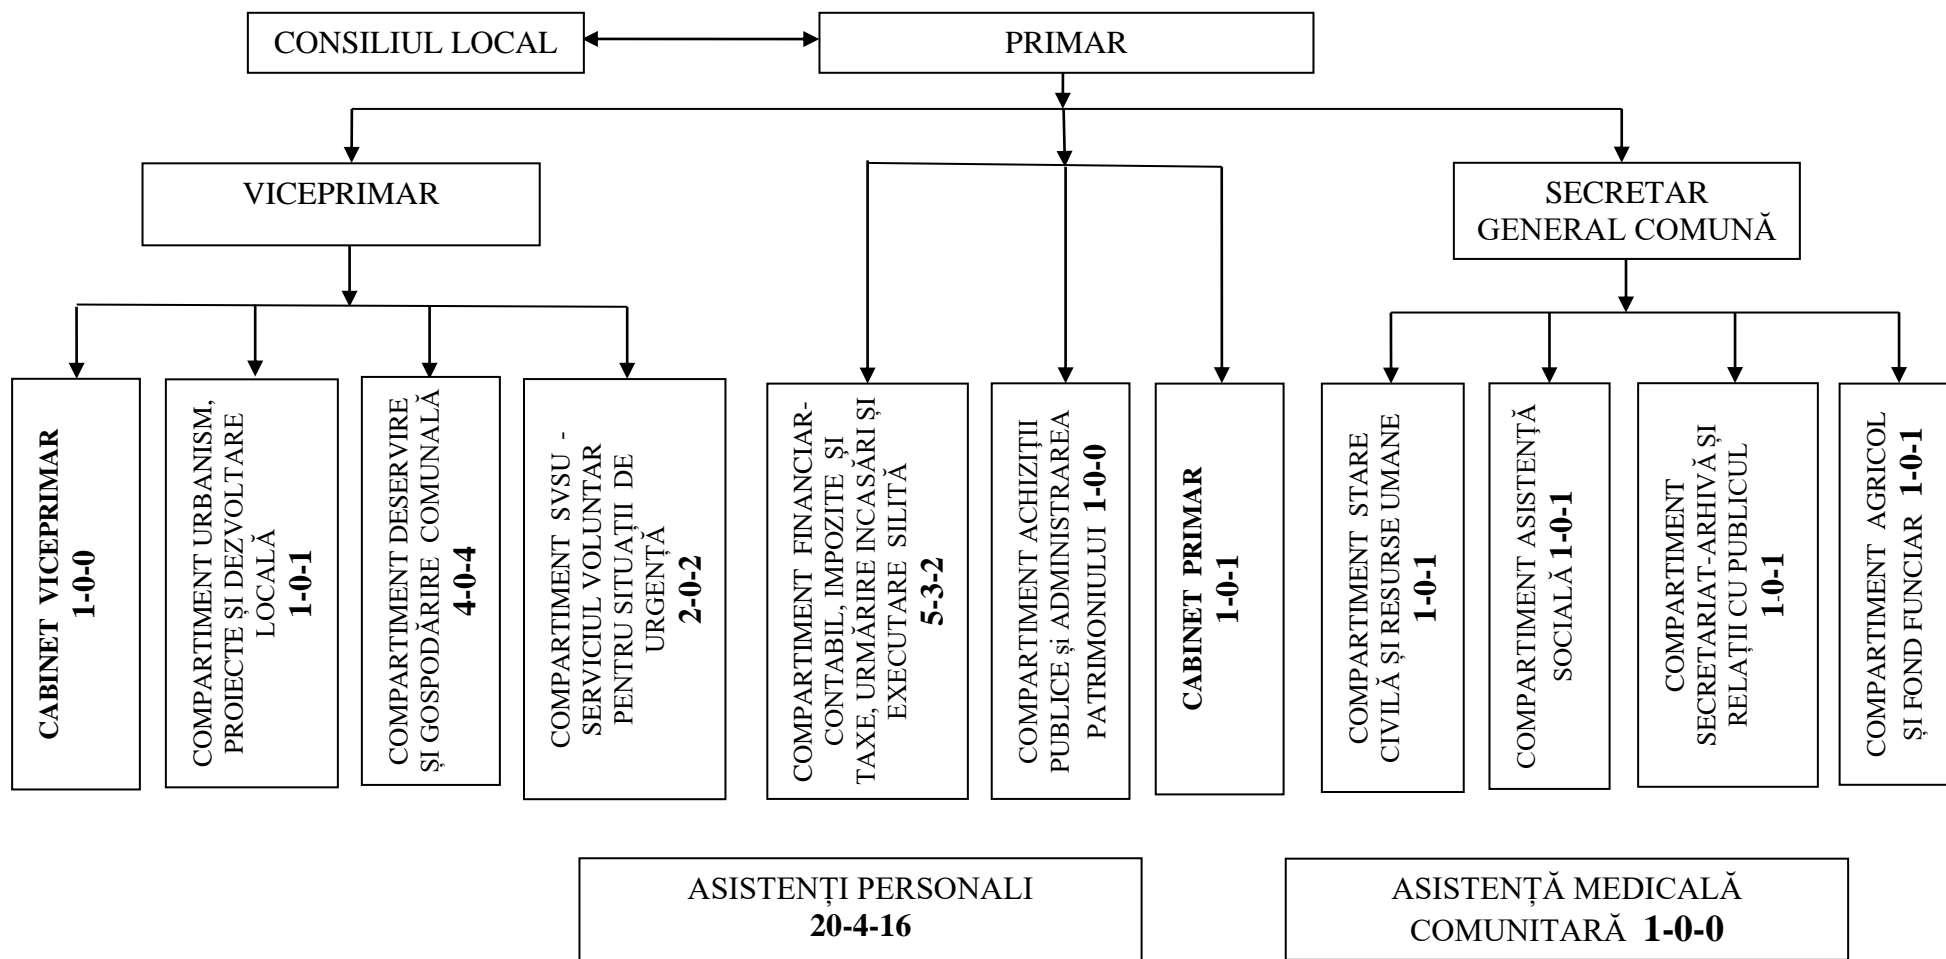 CONSILIUL LOCAL
PRIMAR
VICEPRIMAR
SECRETAR
GENERAL COMUNĂ
CABINET VICEPRIMAR
1-0-0
COMPARTIMENT URBANISM,
PROIECTE ȘI DEZVOLTARE
LOCALĂ
1-0-1
COMPARTIMENT DESERVIRE
ȘI GOSPODĂRIRE COMUNALĂ
4-0-4
COMPARTIMENT SVSU -
SERVICIUL VOLUNTAR
PENTRU SITUAȚII DE
URGENȚĂ
2-0-2
COMPARTIMENT FINANCIAR-
CONTABIL, IMPOZITE ȘI
TAXE, URMĂRIRE INCASĂRI ȘI
EXECUTARE SILITĂ
5-3-2
COMPARTIMENT ACHIZIȚII
PUBLICE și ADMINISTRAREA
PATRIMONIULUI 1-0-0
CABINET PRIMAR
1-0-1
COMPARTIMENT STARE
CIVILĂ ȘI RESURSE UMANE
1-0-1
COMPARTIMENT ASISTENȚĂ
SOCIALĂ 1-0-1
COMPARTIMENT
SECRETARIAT-ARHIVĂ ȘI
RELAȚII CU PUBLICUL
1-0-1
COMPARTIMENT AGRICOL
ȘI FOND FUNCIAR 1-0-1
ASISTENȚI PERSONALI
20-4-16
ASISTENȚĂ MEDICALĂ
COMUNITARĂ 1-0-0